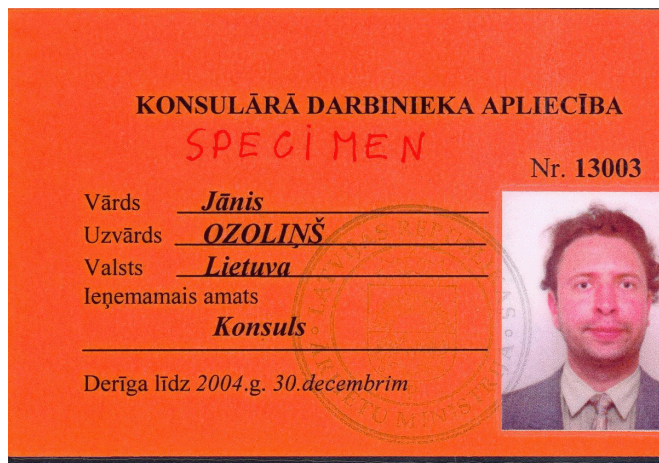 KONSULĀRĀ DARBINIEKA APLIECĪBA
SPECIMEN
Nr. 13003
Vārds Jānis
Uzvārds OZOLIŅŠ
Valsts Lietuva
Ieņemamais amats
Konsuls
Derīga līdz 2004.g. 30.decembrim